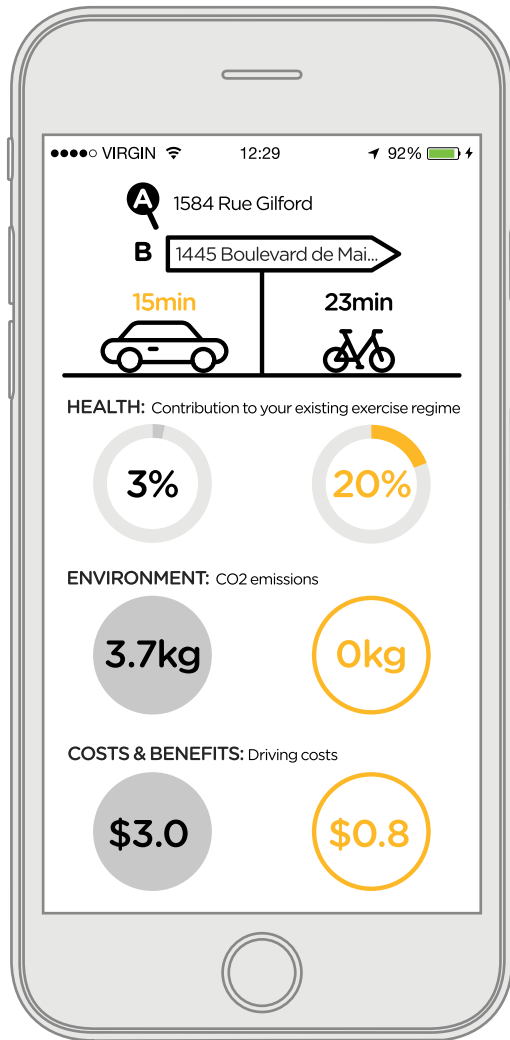 VIRGIN 12:29 92%
A 1584 Rue Gilford
B 1445 Boulevard de Mai...
15min 23min
HEALTH: Contribution to your existing exercise regime
3% 20%
ENVIRONMENT: CO2 emissions
3.7kg 0kg
COSTS & BENEFITS: Driving costs
$3.0 $0.8